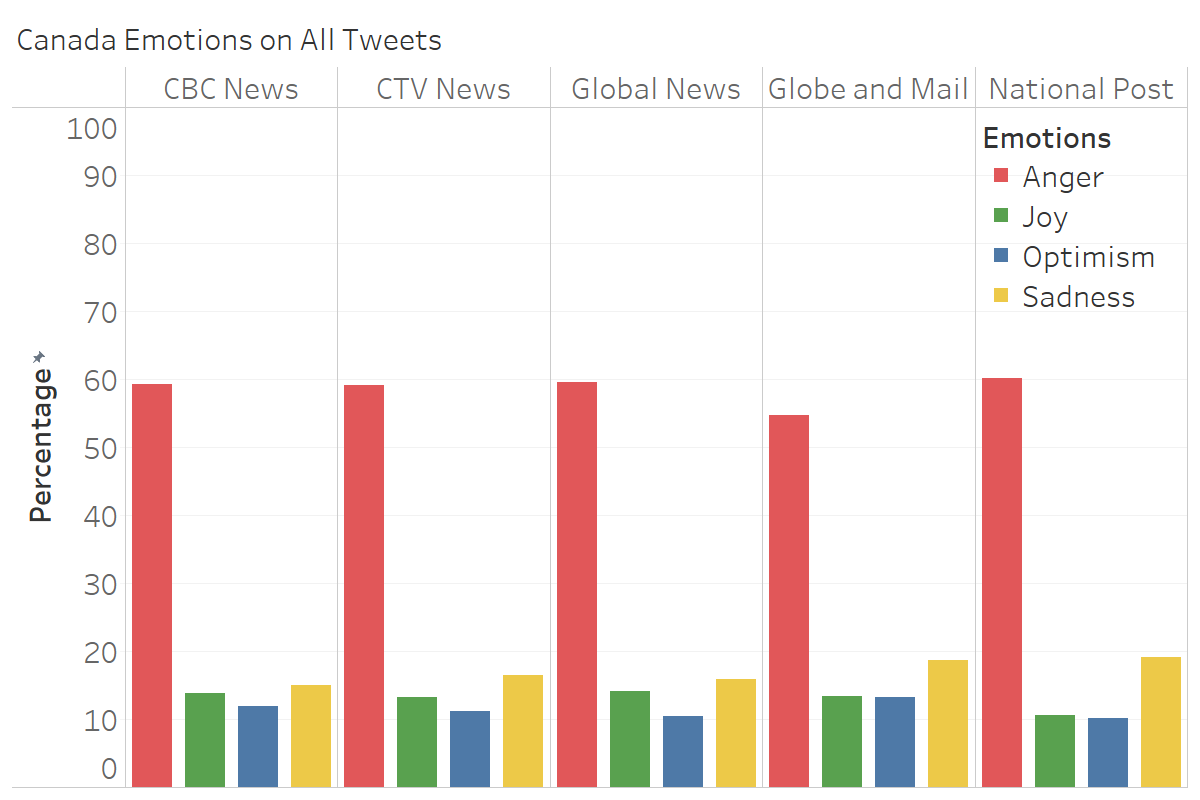 Canada Emotions on All Tweets
CBC News CTV News Global News Globe and Mail National Post
Emotions
Anger
Joy
Optimism
Sadness
Percentage
100
90
80
70
60
50
40
30
20
10
0